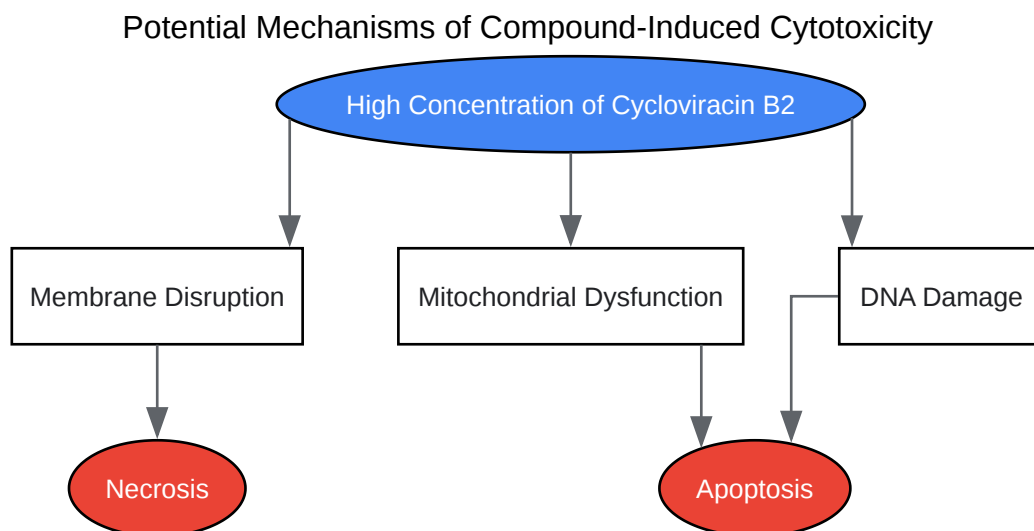 Potential Mechanisms of Compound-Induced Cytotoxicity
High Concentration of Cycloviracin B2
Membrane Disruption
Mitochondrial Dysfunction
DNA Damage
Necrosis
Apoptosis